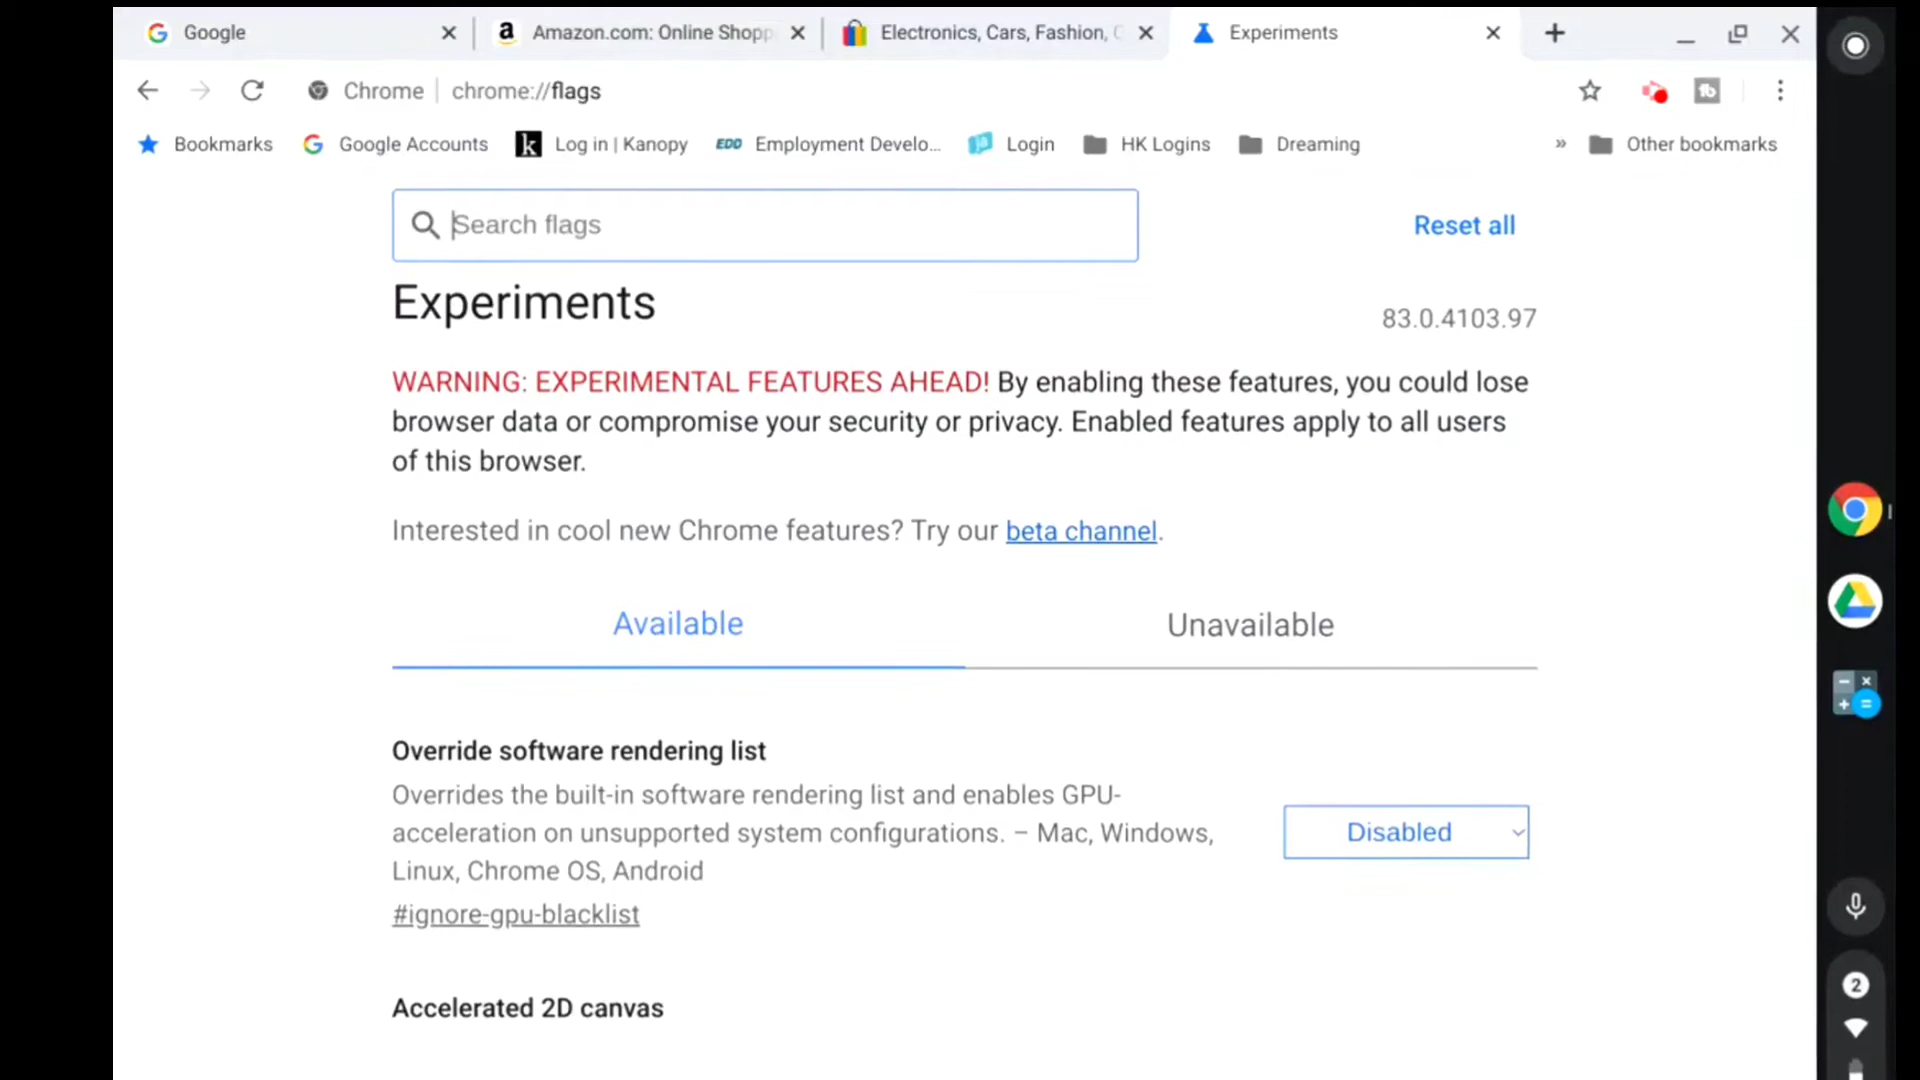 Google
Amazon.com: Online Shopp
Electronics, Cars, Fashion, C
Experiments
Chrome
chrome://flags
Bookmarks
Google Accounts
Log in | Kanopy
EDD Employment Develo...
Login
HK Logins
Dreaming
»
Other bookmarks
Search flags
Reset all
Experiments
83.0.4103.97
WARNING: EXPERIMENTAL FEATURES AHEAD! By enabling these features, you could lose
browser data or compromise your security or privacy. Enabled features apply to all users
of this browser.
Interested in cool new Chrome features? Try our beta channel.
Available
Unavailable
Override software rendering list
Overrides the built-in software rendering list and enables GPU-
acceleration on unsupported system configurations. – Mac, Windows,
Linux, Chrome OS, Android
Disabled
#ignore-gpu-blacklist
Accelerated 2D canvas
2